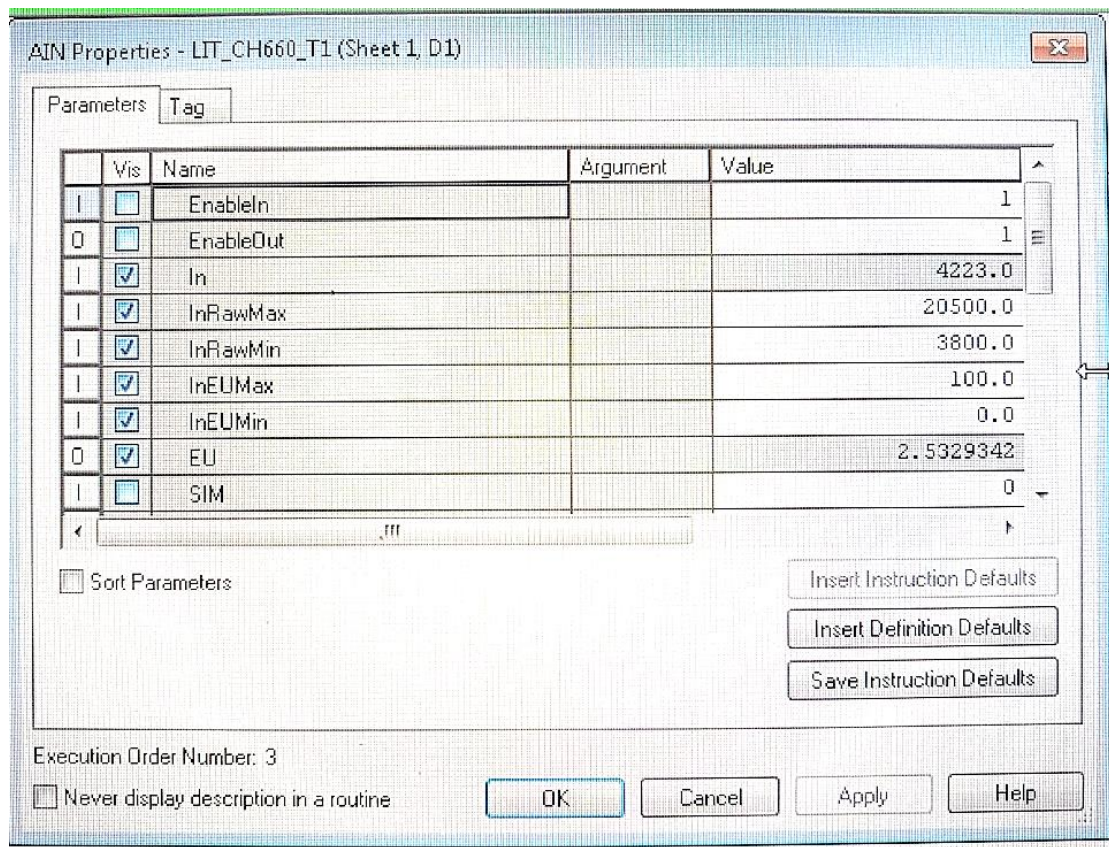 AIN Properties - LIT_CH660_T1 (Sheet 1, D1)
Parameters Tag
Vis Name Argument Value
I EnableIn 1
O EnableOut 1
I In 4223.0
I InRawMax 20500.0
I InRawMin 3800.0
I InEUMax 100.0
I InEUMin 0.0
O EU 2.5329342
I SIM 0
Sort Parameters
Insert Instruction Defaults
Insert Definition Defaults
Save Instruction Defaults
Execution Order Number: 3
Never display description in a routine
OK Cancel Apply Help